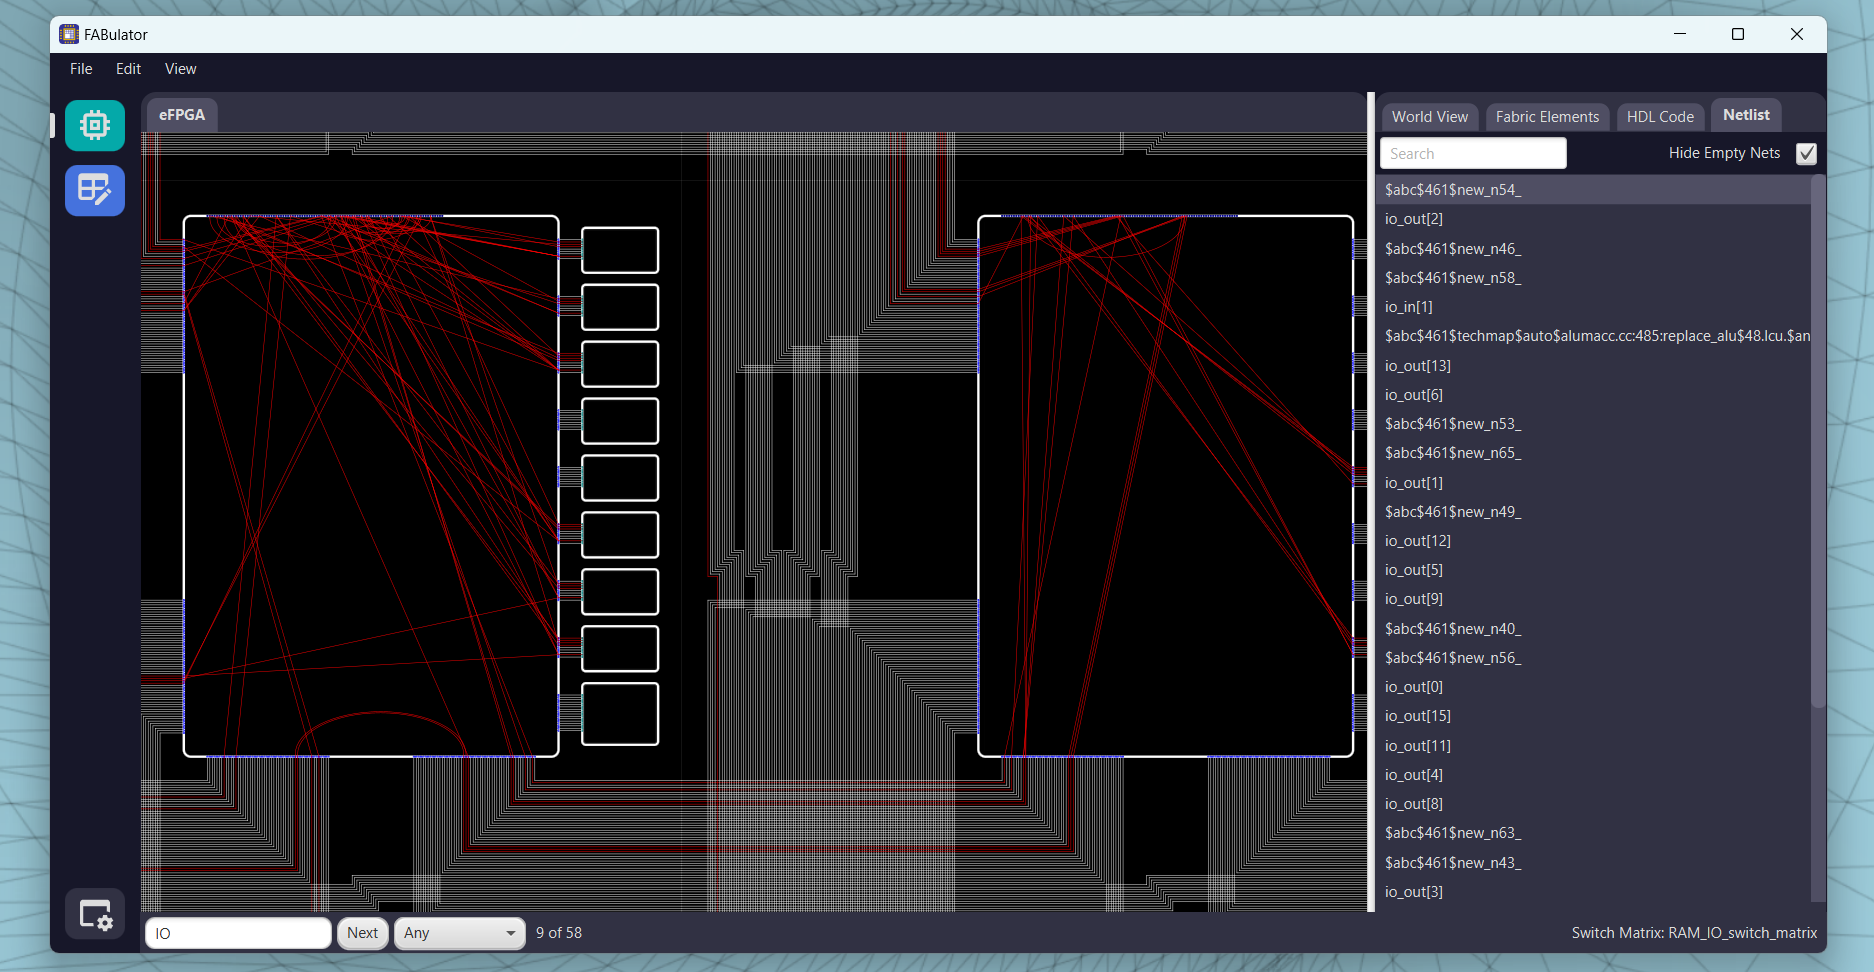 FABulator
File Edit View
eFPGA
World View Fabric Elements HDL Code Netlist
Search Hide Empty Nets
$abc$461$new_n54_
io_out[2]
$abc$461$new_n46_
$abc$461$new_n58_
io_in[1]
$abc$461$techmap$auto$alumacc.cc:485:replace_alu$48.lcu.$an
io_out[13]
io_out[6]
$abc$461$new_n53_
$abc$461$new_n65_
io_out[1]
$abc$461$new_n49_
io_out[12]
io_out[5]
io_out[9]
$abc$461$new_n40_
$abc$461$new_n56_
io_out[0]
io_out[15]
io_out[11]
io_out[4]
io_out[8]
$abc$461$new_n63_
$abc$461$new_n43_
io_out[3]
IO Next Any 9 of 58
Switch Matrix: RAM_IO_switch_matrix